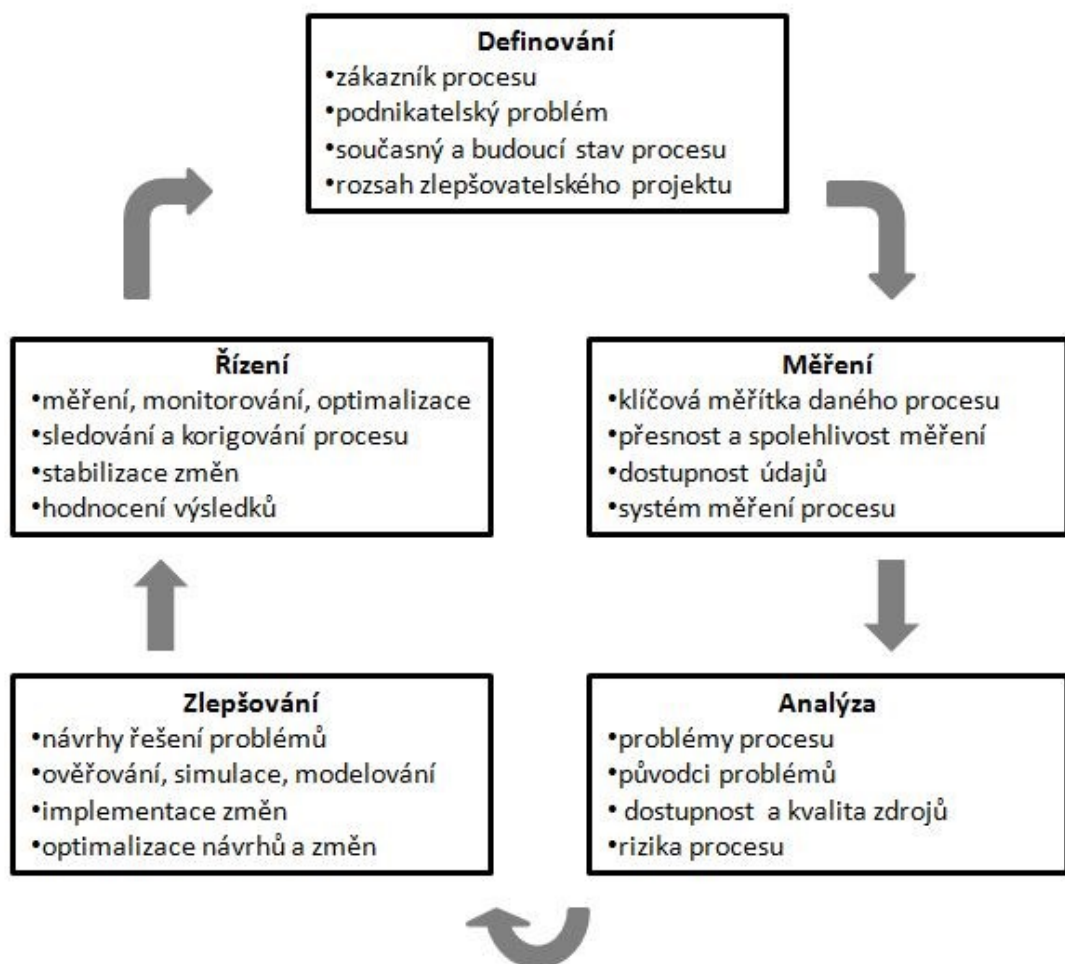 Definování
•zákazník procesu
•podnikatelský problém
•současný a budoucí stav procesu
•rozsah zlepšovatelského projektu
Řízení
•měření, monitorování, optimalizace
•sledování a korigování procesu
•stabilizace změn
•hodnocení výsledků
Měření
•klíčová měřítka daného procesu
•přesnost a spolehlivost měření
•dostupnost údajů
•systém měření procesu
Zlepšování
•návrhy řešení problémů
•ověřování, simulace, modelování
•implementace změn
•optimalizace návrhů a změn
Analýza
•problémy procesu
•původci problémů
• dostupnost a kvalita zdrojů
•rizika procesu